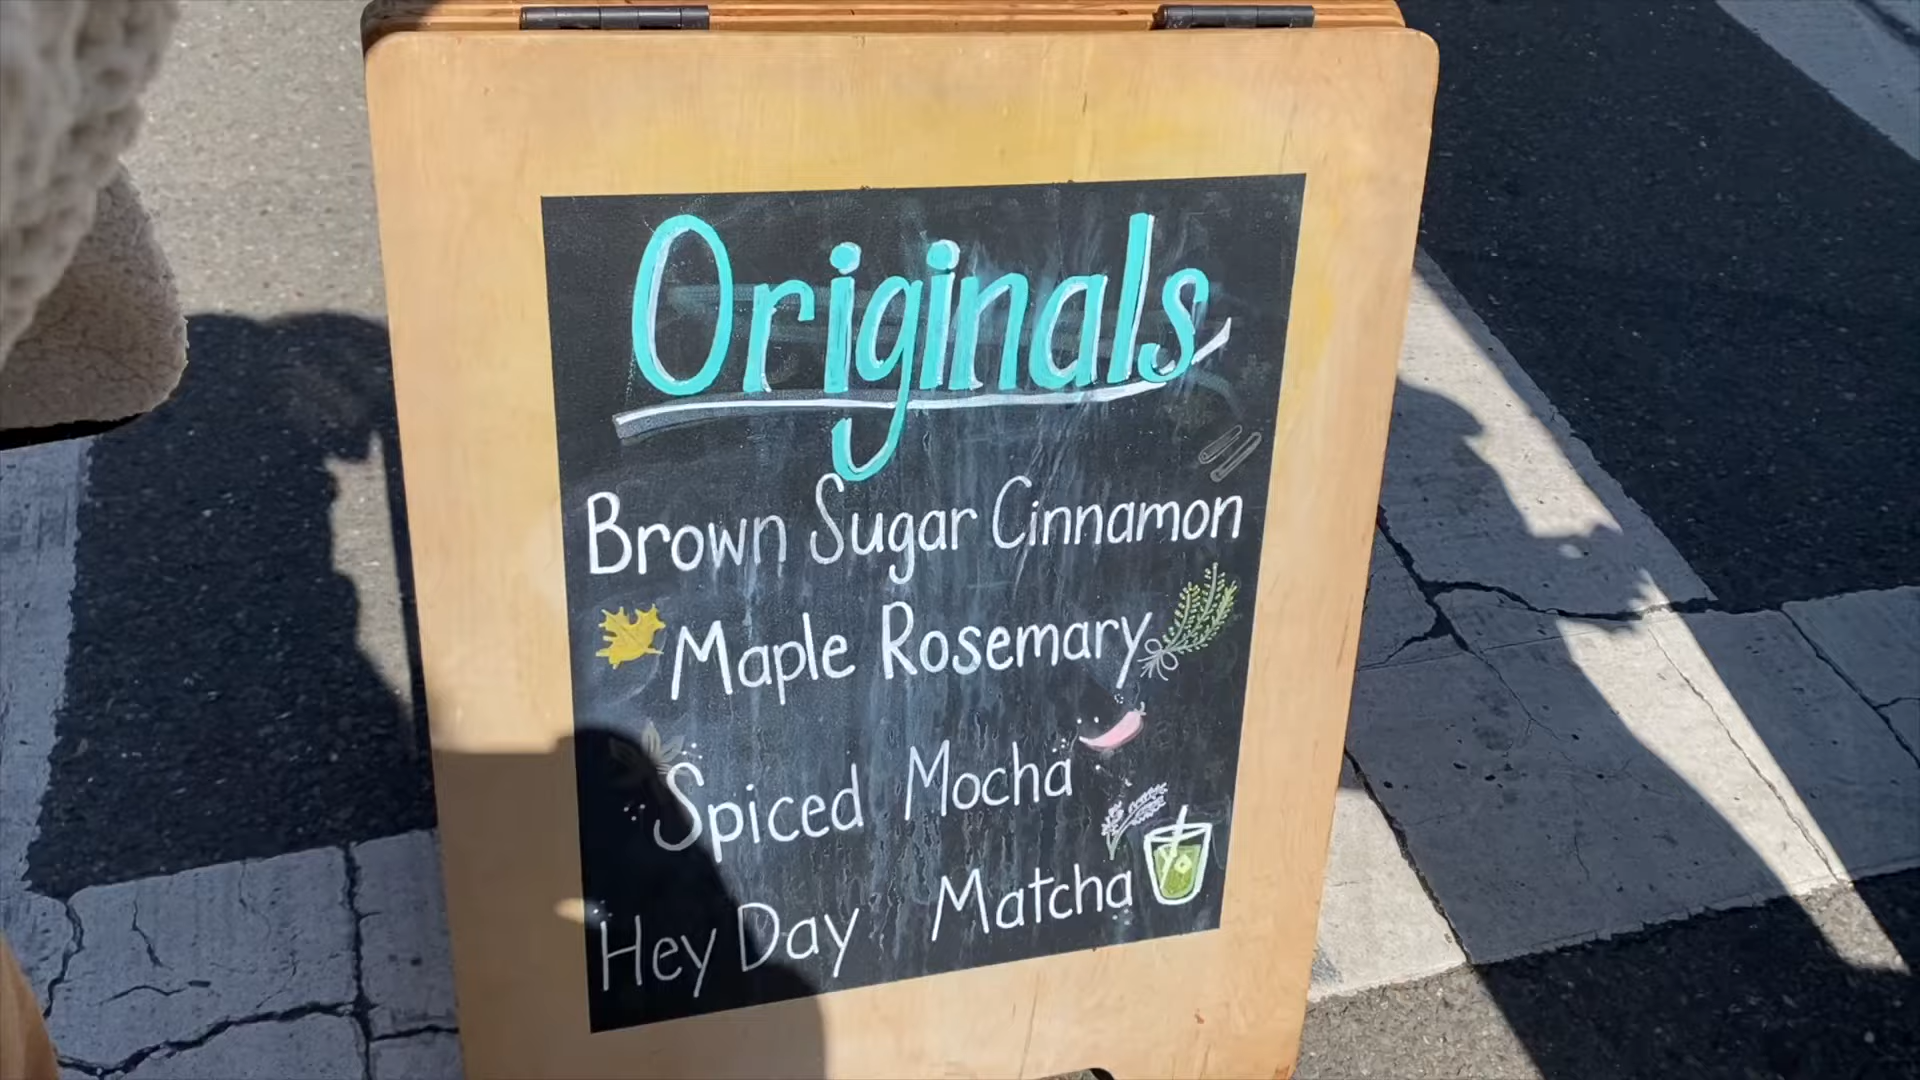 Originals
Brown Sugar Cinnamon
Maple Rosemary
Spiced Mocha
Hey Day Matcha